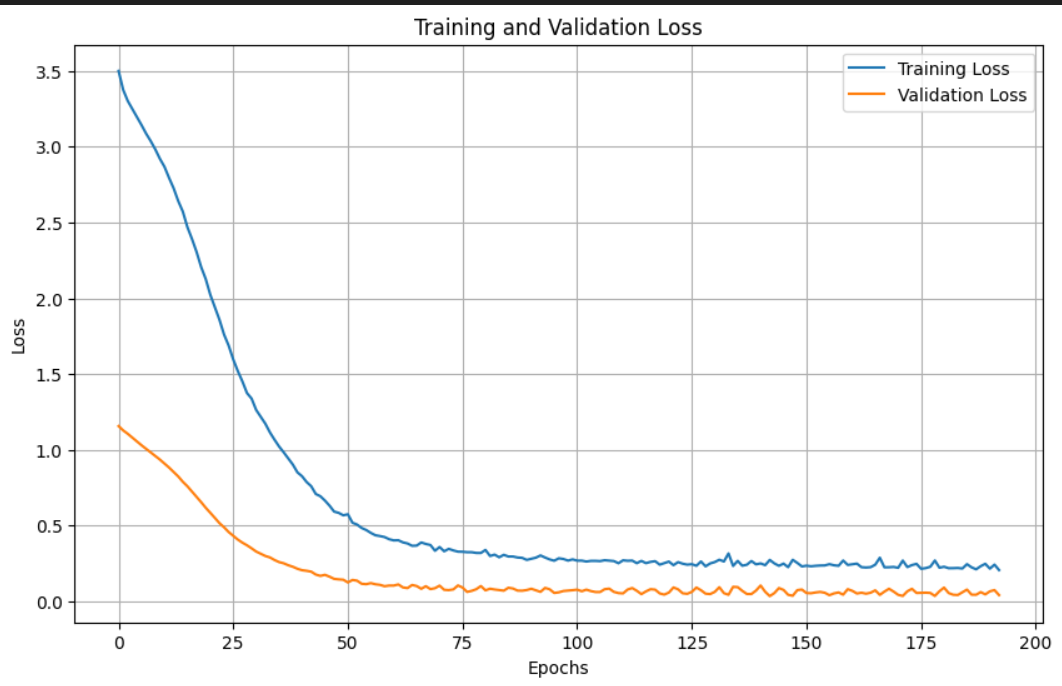 Training and Validation Loss
Training Loss
Validation Loss
3.5
3.0
2.5
2.0
1.5
1.0
0.5
0.0
Loss
0 25 50 75 100 125 150 175 200
Epochs